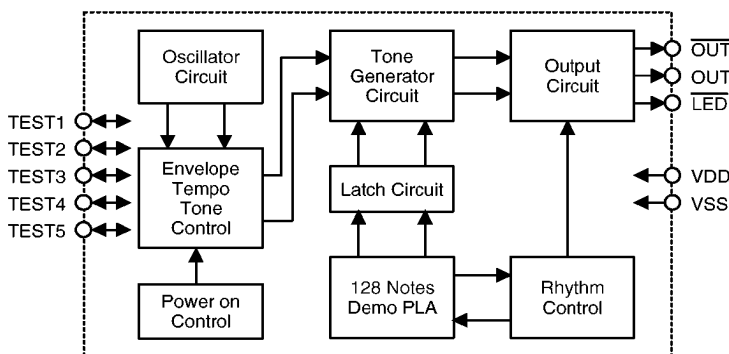 Oscillator
Circuit
Tone
Generator
Circuit
Output
Circuit
OUT
OUT
LED
TEST1
TEST2
TEST3
TEST4
TEST5
Envelope
Tempo
Tone
Control
Latch Circuit
VDD
VSS
Power on
Control
128 Notes
Demo PLA
Rhythm
Control